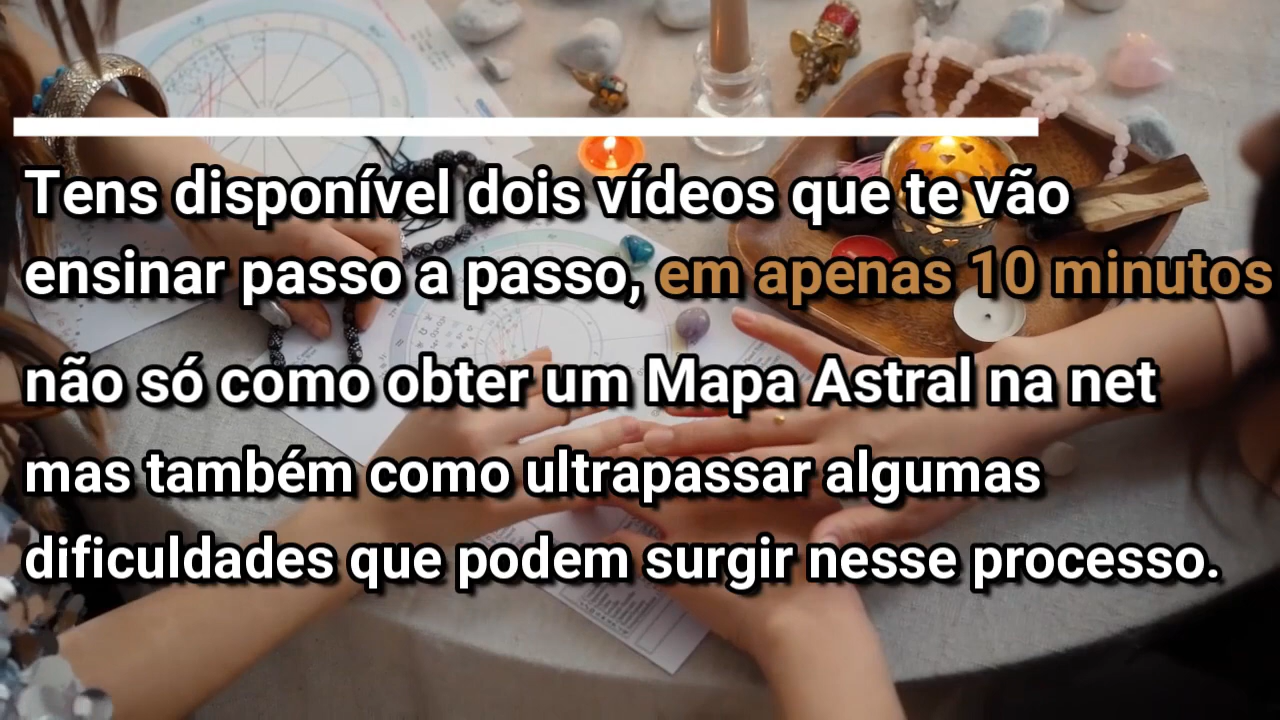 Tens disponível dois vídeos que te vão
ensinar passo a passo, em apenas 10 minutos
não só como obter um Mapa Astral na net
mas também como ultrapassar algumas
dificuldades que podem surgir nesse processo.